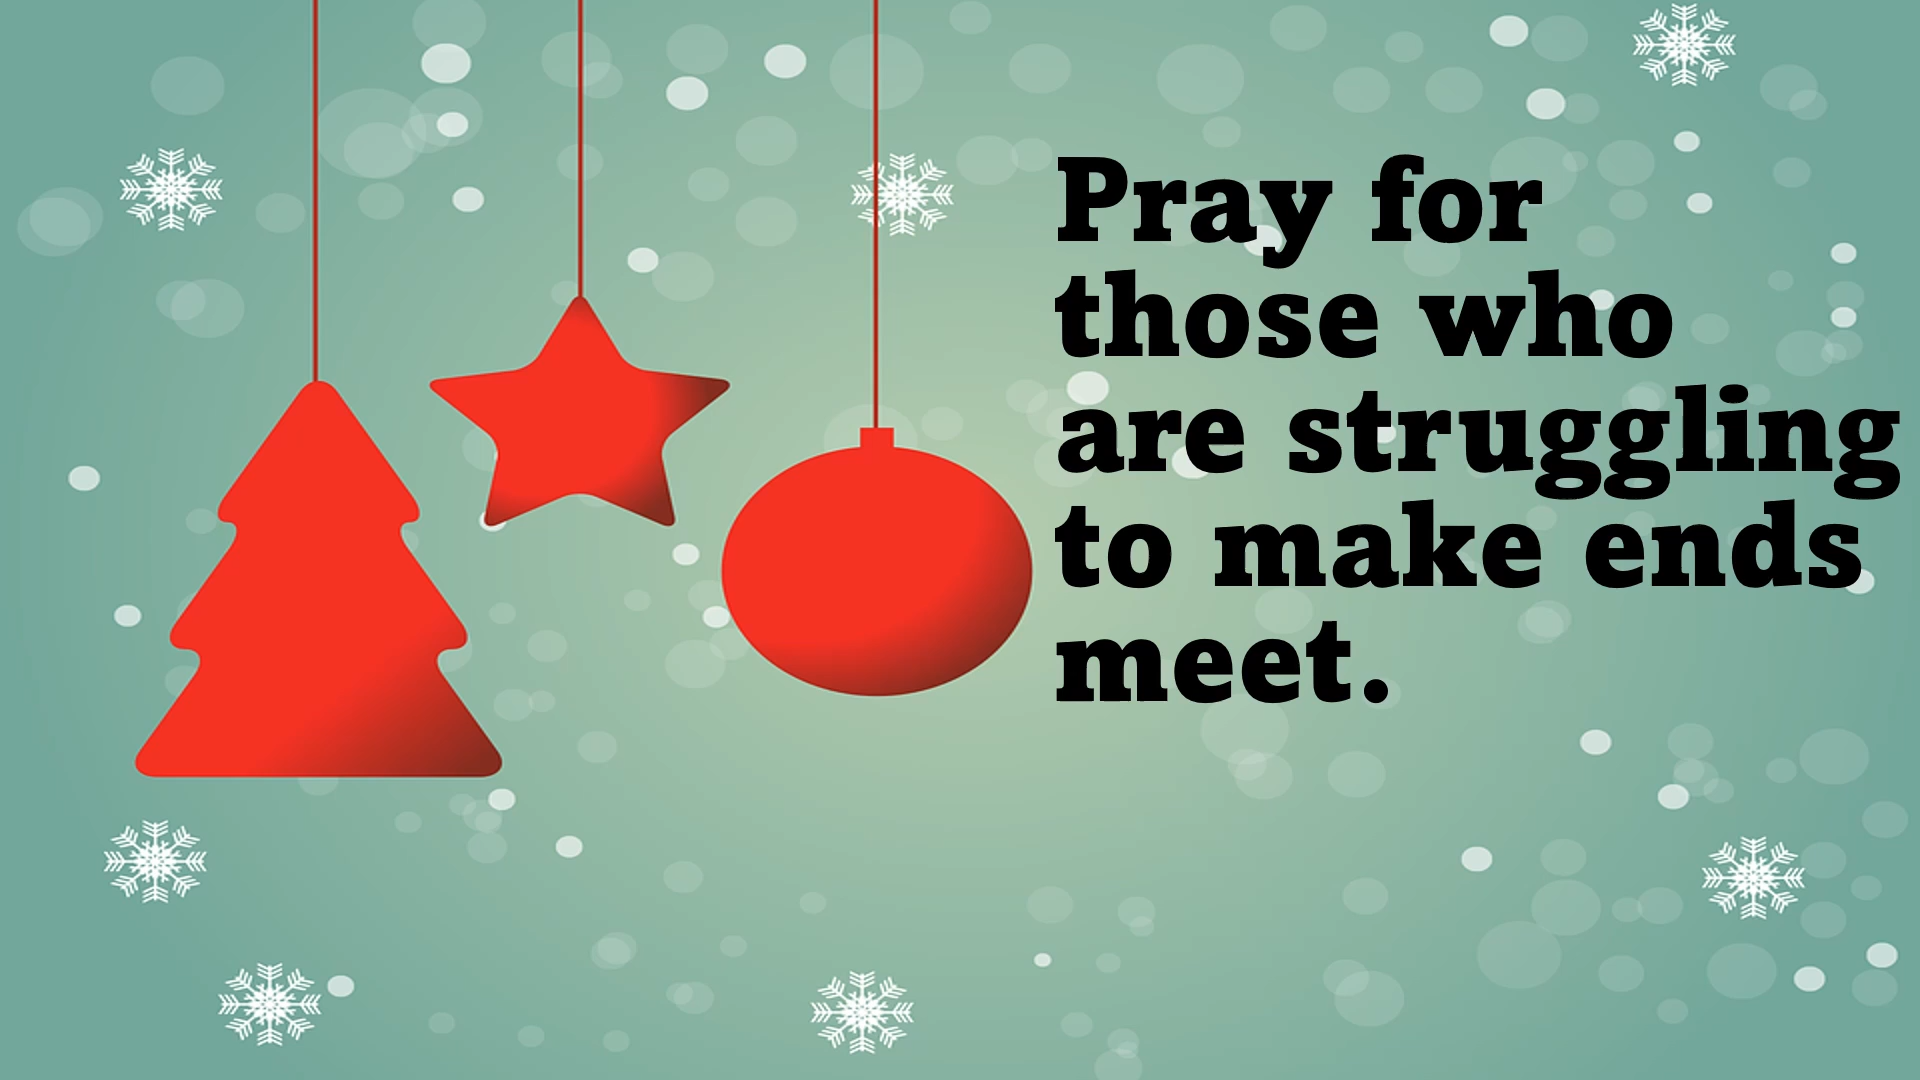 Pray for
those who
are struggling
to make ends
meet.